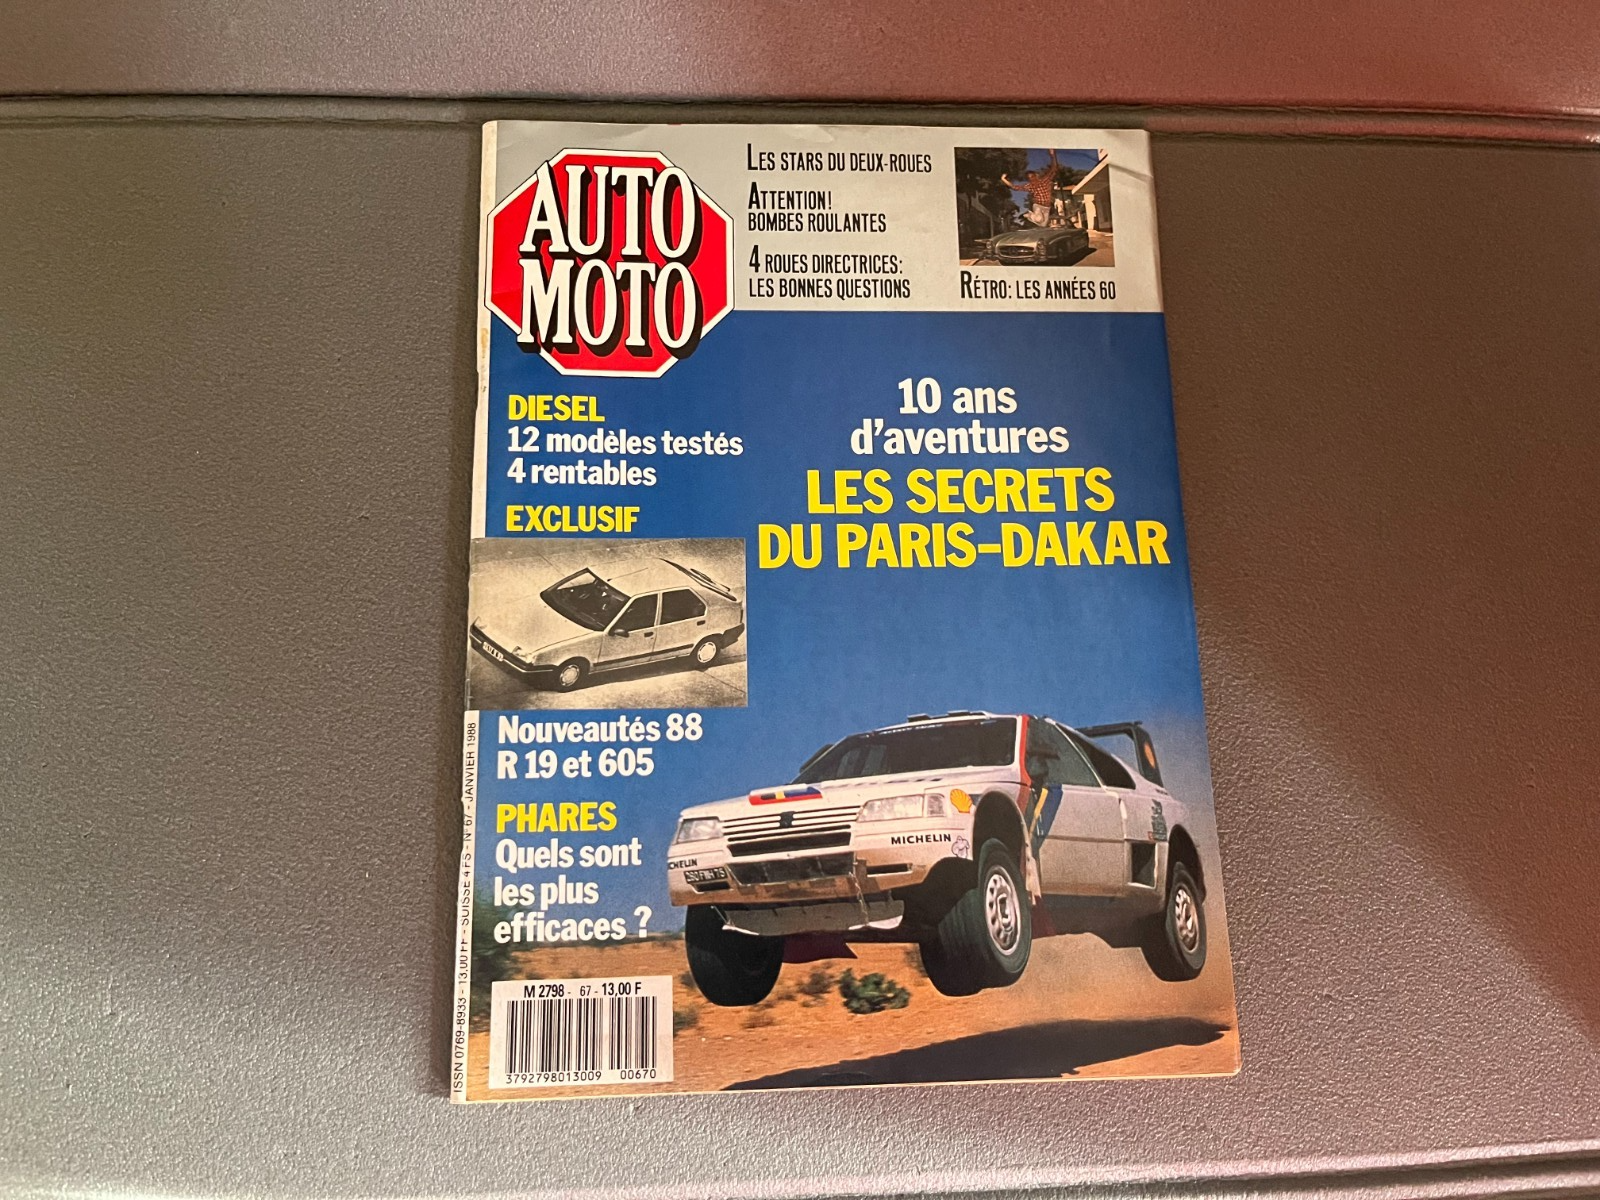 AUTO
MOTO
LES STARS DU DEUX-ROUES
ATTENTION!
BOMBES ROULANTES
4 ROUES DIRECTRICES:
LES BONNES QUESTIONS
RÉTRO: LES ANNÉES 60
DIESEL
12 modèles testés
4 rentables
EXCLUSIF
10 ans
d'aventures
LES SECRETS
DU PARIS-DAKAR
Nouveautés 88
R 19 et 605
PHARES
Quels sont
les plus
efficaces ?
MICHELIN
CHELIN
M 2798 - 67 - 13,00 F
3792798013009 00670
ISSN 0769-8933 - 13,00 FF - SUISSE 4 FS - N° 67 - JANVIER 1988